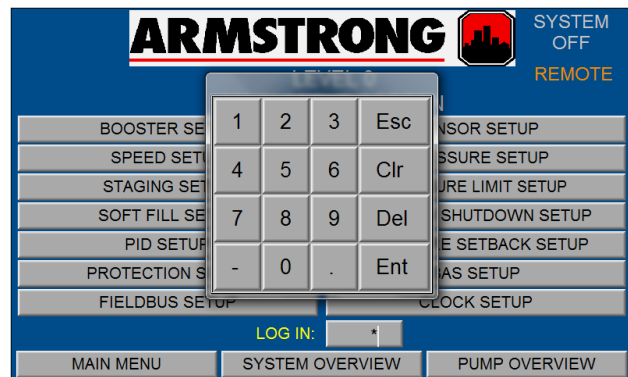 ARMSTRONG
SYSTEM
OFF
REMOTE
1 2 3 Esc
4 5 6 Clr
7 8 9 Del
- 0 . Ent
BOOSTER SE NSOR SETUP
SPEED SETU SSURE SETUP
STAGING SET URE LIMIT SETUP
SOFT FILL SE SHUTDOWN SETUP
PID SETUP E SETBACK SETUP
PROTECTION S BAS SETUP
FIELDBUS SETUP CLOCK SETUP
LOG IN: *
MAIN MENU SYSTEM OVERVIEW PUMP OVERVIEW